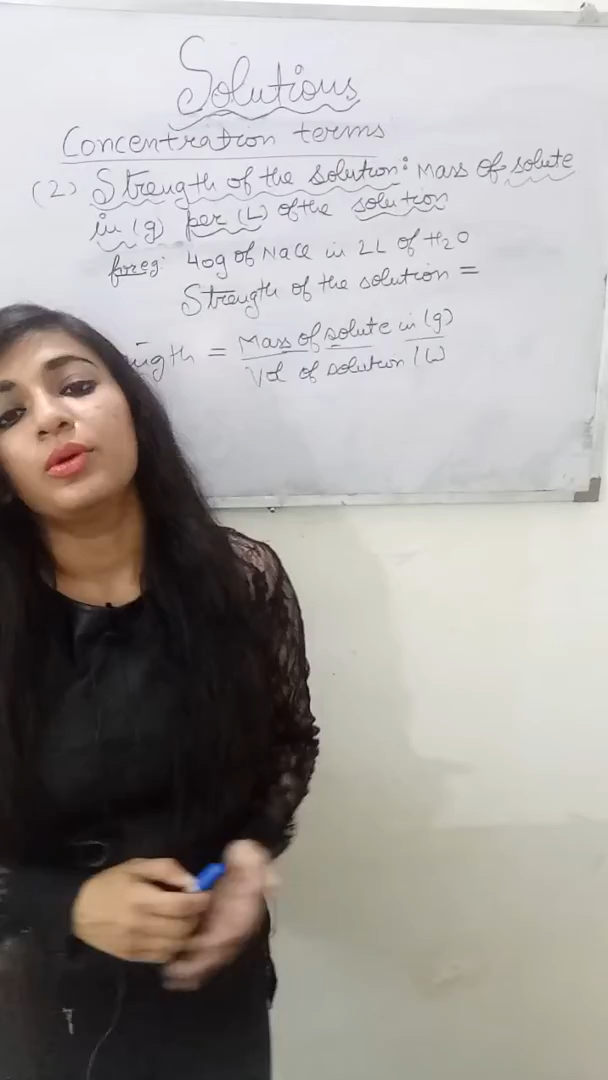 Solutions
Concentration terms
(2) Strength of the solution: Mass of solute
in (g) per (L) of the solution
for eg: 40g of NaCl in 2L of H2O
Strength of the solution =
= Mass of solute in (g)
Vol of solution (L)